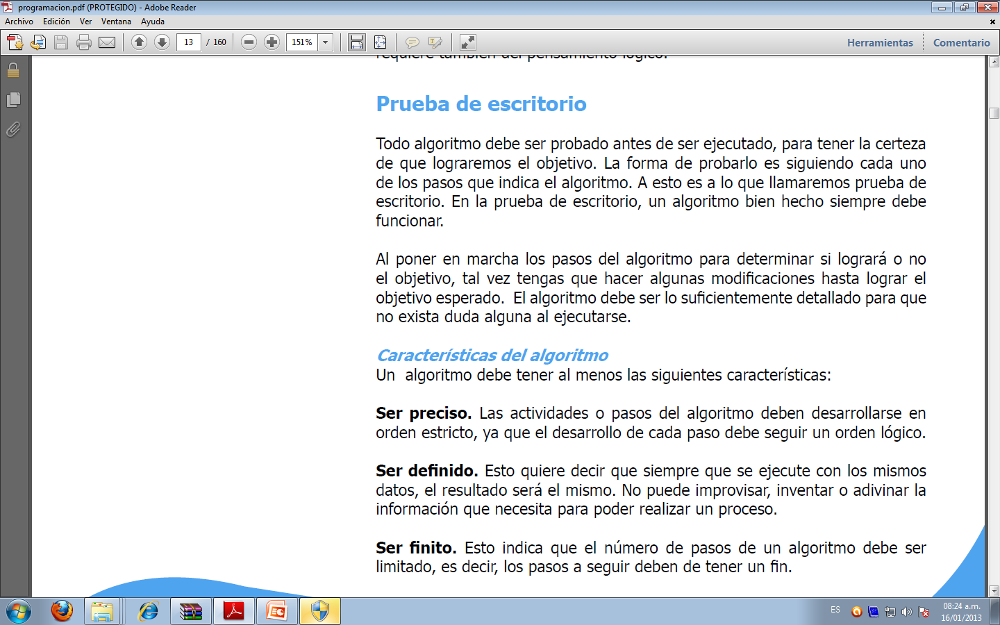 programacion.pdf (PROTEGIDO) - Adobe Reader
Archivo Edición Ver Ventana Ayuda
13 / 160 151% Herramientas Comentario
requiere también del pensamiento lógico.
Prueba de escritorio
Todo algoritmo debe ser probado antes de ser ejecutado, para tener la certeza
de que lograremos el objetivo. La forma de probarlo es siguiendo cada uno
de los pasos que indica el algoritmo. A esto es a lo que llamaremos prueba de
escritorio. En la prueba de escritorio, un algoritmo bien hecho siempre debe
funcionar.
Al poner en marcha los pasos del algoritmo para determinar si logrará o no
el objetivo, tal vez tengas que hacer algunas modificaciones hasta lograr el
objetivo esperado.  El algoritmo debe ser lo suficientemente detallado para que
no exista duda alguna al ejecutarse.
Características del algoritmo
Un  algoritmo debe tener al menos las siguientes características:
Ser preciso. Las actividades o pasos del algoritmo deben desarrollarse en
orden estricto, ya que el desarrollo de cada paso debe seguir un orden lógico.
Ser definido. Esto quiere decir que siempre que se ejecute con los mismos
datos, el resultado será el mismo. No puede improvisar, inventar o adivinar la
información que necesita para poder realizar un proceso.
Ser finito. Esto indica que el número de pasos de un algoritmo debe ser
limitado, es decir, los pasos a seguir deben de tener un fin.
ES
08:24 a.m.
16/01/2013